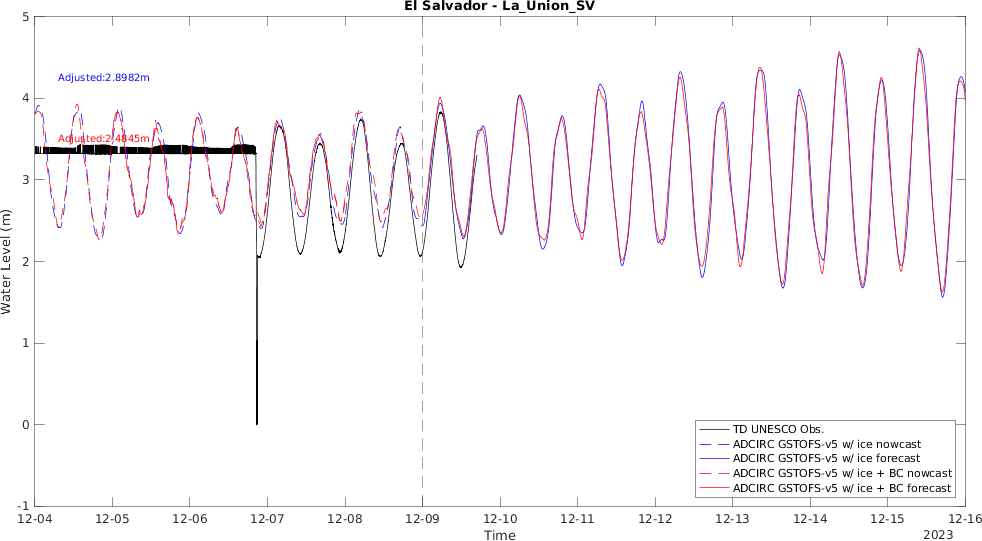 El Salvador - La_Union_SV
5
4
3
2
1
0
-1
Water Level (m)
Adjusted:2.8982m
Adjusted:2.4845m
TD UNESCO Obs.
ADCIRC GSTOFS-v5 w/ ice nowcast
ADCIRC GSTOFS-v5 w/ ice forecast
ADCIRC GSTOFS-v5 w/ ice + BC nowcast
ADCIRC GSTOFS-v5 w/ ice + BC forecast
12-04 12-05 12-06 12-07 12-08 12-09 12-10 12-11 12-12 12-13 12-14 12-15 12-16
Time
2023